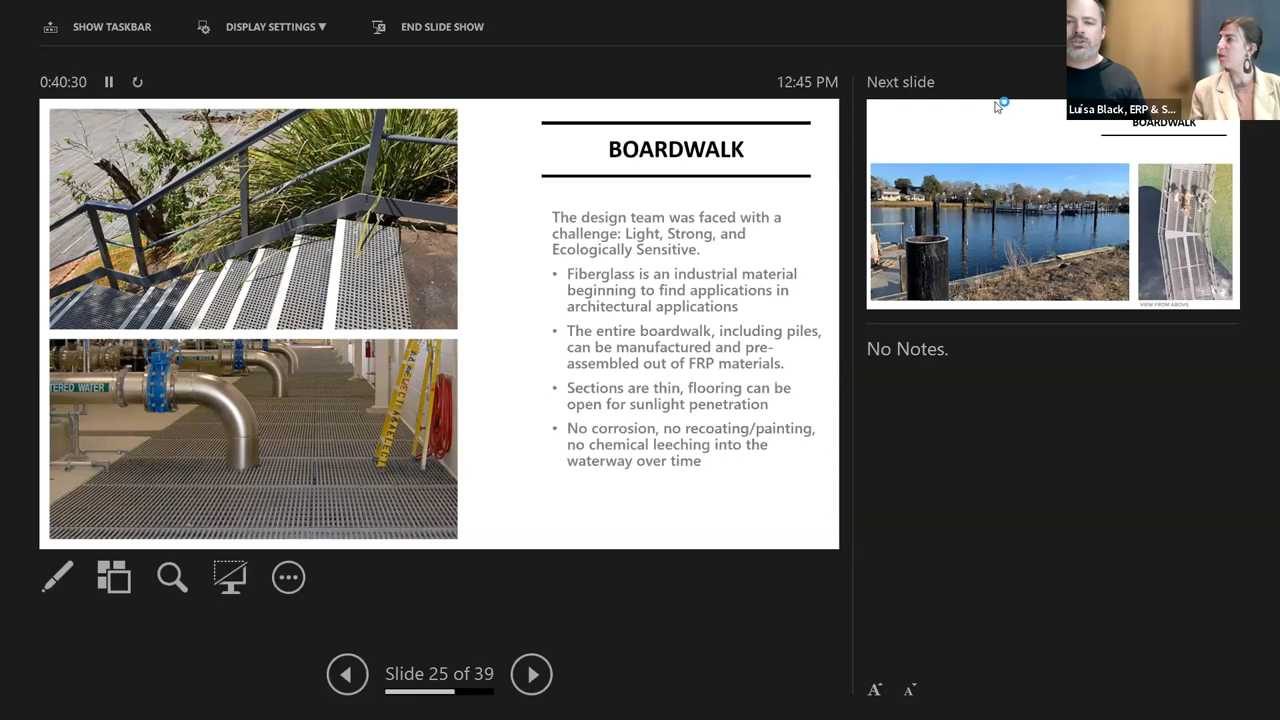 SHOW TASKBAR
DISPLAY SETTINGS ▼
END SLIDE SHOW
0:40:30
12:45 PM
Next slide
Luísa Black, ERP & S...
BOARDWALK
The design team was faced with a
challenge: Light, Strong, and
Ecologically Sensitive.
• Fiberglass is an industrial material
beginning to find applications in
architectural applications
• The entire boardwalk, including piles,
can be manufactured and pre-
assembled out of FRP materials.
• Sections are thin, flooring can be
open for sunlight penetration
• No corrosion, no recoating/painting,
no chemical leeching into the
waterway over time
TERED WATER
BOARDWALK
VIEW FROM ABOVE
No Notes.
Slide 25 of 39
A
A